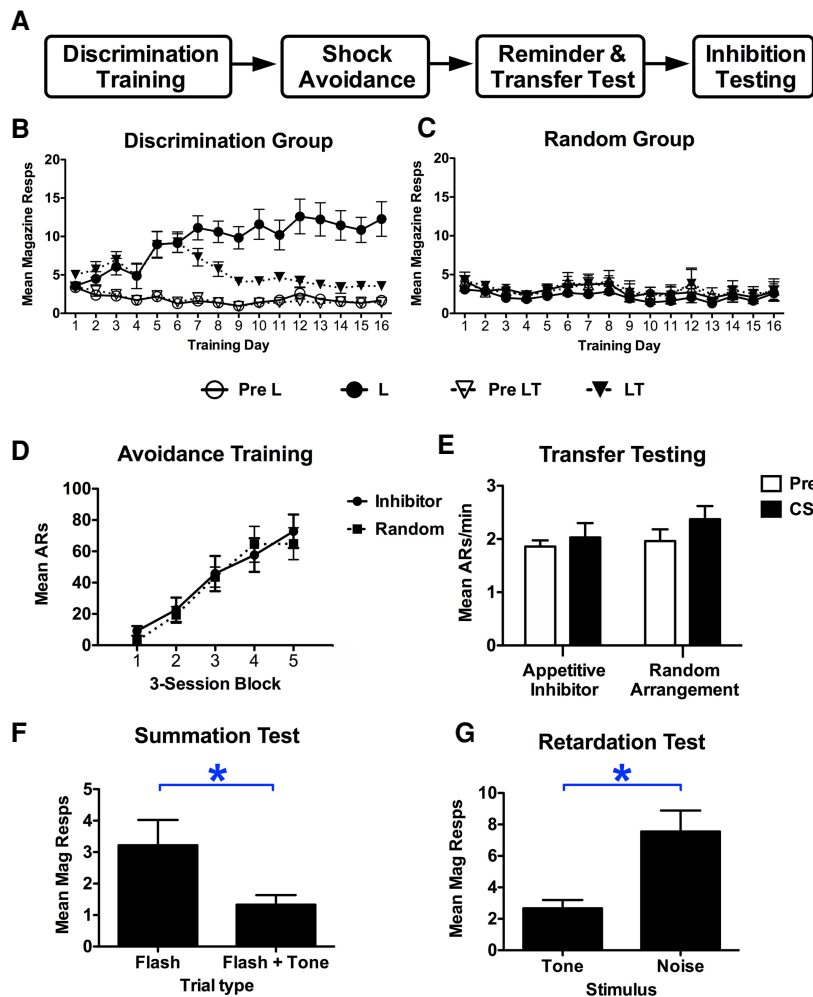 A
Discrimination Training
Shock Avoidance
Reminder & Transfer Test
Inhibition Testing
B
Discrimination Group
Mean Magazine Resps
20
15
10
5
0
1 2 3 4 5 6 7 8 9 10 11 12 13 14 15 16
Training Day
C
Random Group
Mean Magazine Resps
20
15
10
5
0
1 2 3 4 5 6 7 8 9 10 11 12 13 14 15 16
Training Day
Pre L
L
Pre LT
LT
D
Avoidance Training
Mean ARs
100
80
60
40
20
0
1 2 3 4 5
3-Session Block
Inhibitor
Random
E
Transfer Testing
Mean ARs/min
3
2
1
0
Appetitive Inhibitor
Random Arrangement
Pre
CS
F
Summation Test
*
Mean Mag Resps
5
4
3
2
1
0
Flash
Flash + Tone
Trial type
G
Retardation Test
*
Mean Mag Resps
10
8
6
4
2
0
Tone
Noise
Stimulus